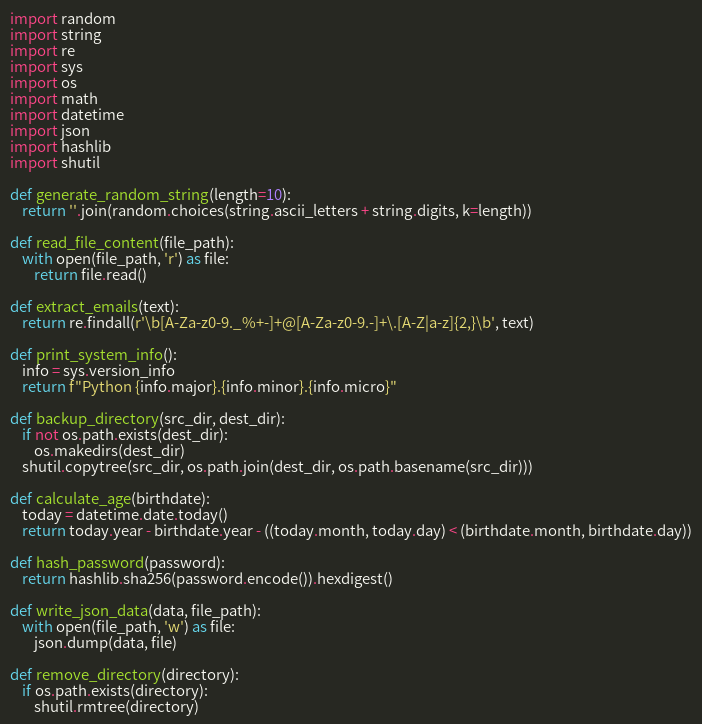 import random
import string
import re
import sys
import os
import math
import datetime
import json
import hashlib
import shutil

def generate_random_string(length=10):
    return ''.join(random.choices(string.ascii_letters + string.digits, k=length))

def read_file_content(file_path):
    with open(file_path, 'r') as file:
        return file.read()

def extract_emails(text):
    return re.findall(r'\b[A-Za-z0-9._%+-]+@[A-Za-z0-9.-]+\.[A-Z|a-z]{2,}\b', text)

def print_system_info():
    info = sys.version_info
    return f"Python {info.major}.{info.minor}.{info.micro}"

def backup_directory(src_dir, dest_dir):
    if not os.path.exists(dest_dir):
        os.makedirs(dest_dir)
    shutil.copytree(src_dir, os.path.join(dest_dir, os.path.basename(src_dir)))

def calculate_age(birthdate):
    today = datetime.date.today()
    return today.year - birthdate.year - ((today.month, today.day) < (birthdate.month, birthdate.day))

def hash_password(password):
    return hashlib.sha256(password.encode()).hexdigest()

def write_json_data(data, file_path):
    with open(file_path, 'w') as file:
        json.dump(data, file)

def remove_directory(directory):
    if os.path.exists(directory):
        shutil.rmtree(directory)